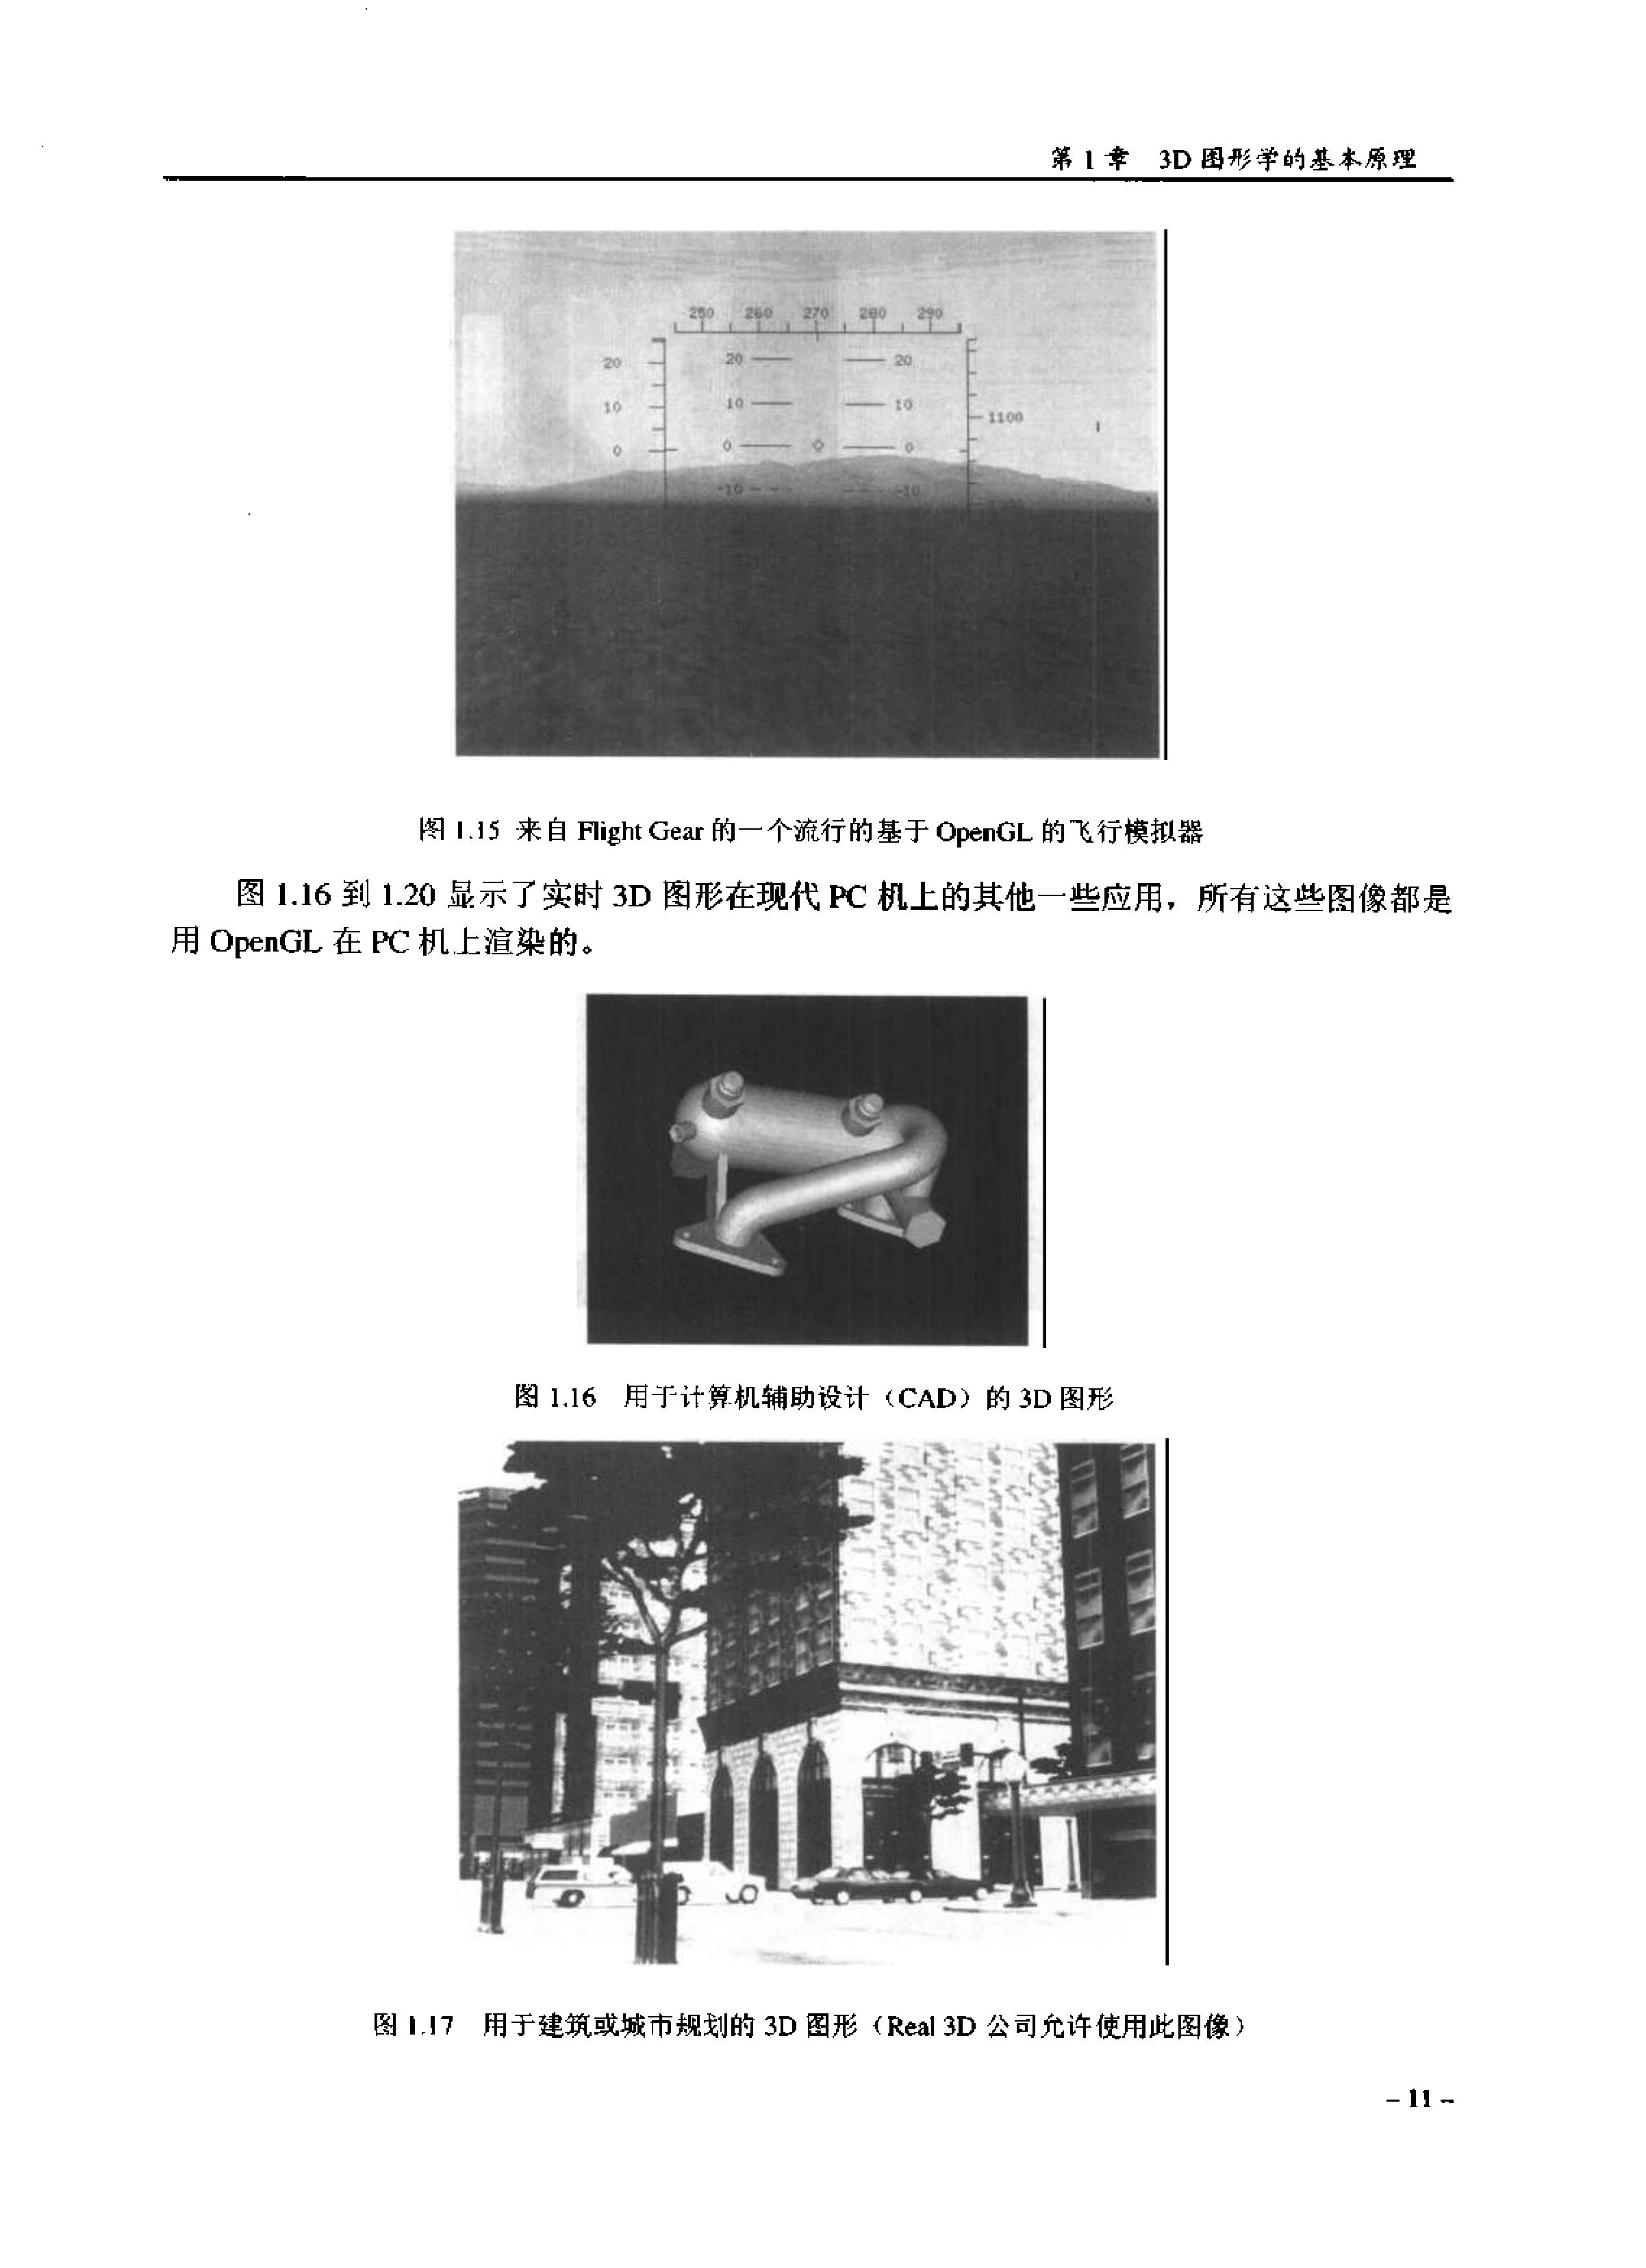 第 1 章 3D 图形学的基本原理
250 260 270 280 290
20 20 20
10 10 10
1100
0 0 0
-10 -10
图 1.15 来自 Flight Gear 的一个流行的基于 OpenGL 的飞行模拟器
图 1.16 到 1.20 显示了实时 3D 图形在现代 PC 机上的其他一些应用，所有这些图像都是
用 OpenGL 在 PC 机上渲染的。
图 1.16 用于计算机辅助设计（CAD）的 3D 图形
图 1.17 用于建筑或城市规划的 3D 图形（Real 3D 公司允许使用此图像）
- 11 -